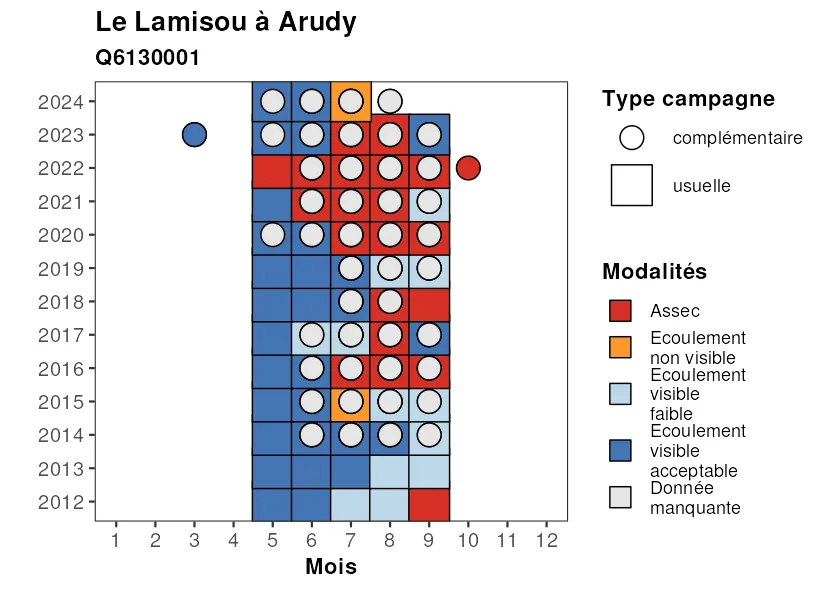 Le Lamisou à Arudy
Q6130001
2024
2023
2022
2021
2020
2019
2018
2017
2016
2015
2014
2013
2012
1 2 3 4 5 6 7 8 9 10 11 12
Mois
Type campagne
complémentaire
usuelle
Modalités
Assec
Ecoulement
non visible
Ecoulement
visible
faible
Ecoulement
visible
acceptable
Donnée
manquante